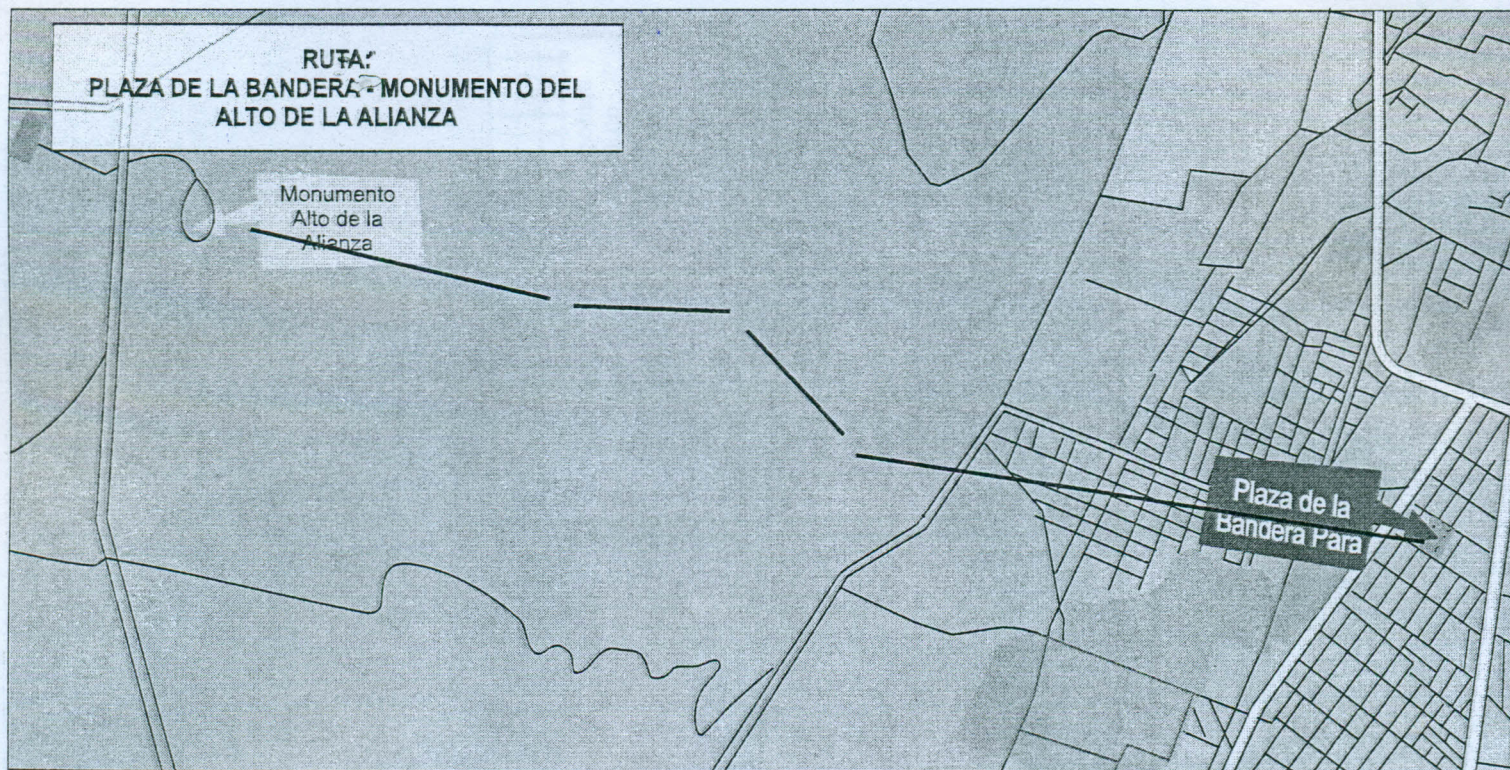 RUTA:
PLAZA DE LA BANDERA - MONUMENTO DEL
ALTO DE LA ALIANZA
Monumento
Alto de la
Alianza
Plaza de la
Bandera Para